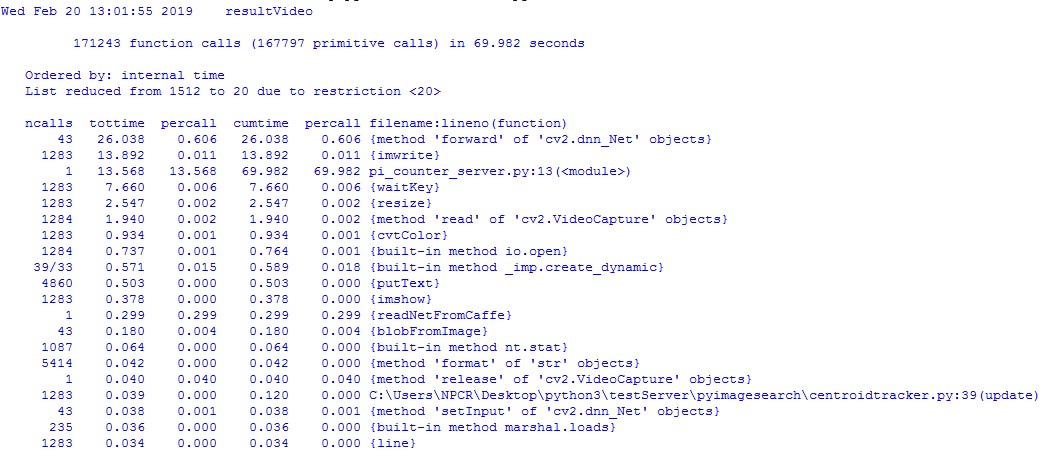 Wed Feb 20 13:01:55 2019    resultVideo
171243 function calls (167797 primitive calls) in 69.982 seconds
Ordered by: internal time
List reduced from 1512 to 20 due to restriction <20>
ncalls  tottime  percall  cumtime  percall filename:lineno(function)
43   26.038    0.606   26.038    0.606 {method 'forward' of 'cv2.dnn_Net' objects}
1283   13.892    0.011   13.892    0.011 {imwrite}
1   13.568   13.568   69.982   69.982 pi_counter_server.py:13(<module>)
1283    7.660    0.006    7.660    0.006 {waitKey}
1283    2.547    0.002    2.547    0.002 {resize}
1284    1.940    0.002    1.940    0.002 {method 'read' of 'cv2.VideoCapture' objects}
1283    0.934    0.001    0.934    0.001 {cvtColor}
1284    0.737    0.001    0.764    0.001 {built-in method io.open}
39/33    0.571    0.015    0.589    0.018 {built-in method _imp.create_dynamic}
4860    0.503    0.000    0.503    0.000 {putText}
1283    0.378    0.000    0.378    0.000 {imshow}
1    0.299    0.299    0.299    0.299 {readNetFromCaffe}
43    0.180    0.004    0.180    0.004 {blobFromImage}
1087    0.064    0.000    0.064    0.000 {built-in method nt.stat}
5414    0.042    0.000    0.042    0.000 {method 'format' of 'str' objects}
1    0.040    0.040    0.040    0.040 {method 'release' of 'cv2.VideoCapture' objects}
1283    0.039    0.000    0.120    0.000 C:\Users\NPCR\Desktop\python3\testServer\pyimagesearch\centroidtracker.py:39(update)
43    0.038    0.001    0.038    0.001 {method 'setInput' of 'cv2.dnn_Net' objects}
235    0.036    0.000    0.036    0.000 {built-in method marshal.loads}
1283    0.034    0.000    0.034    0.000 {line}